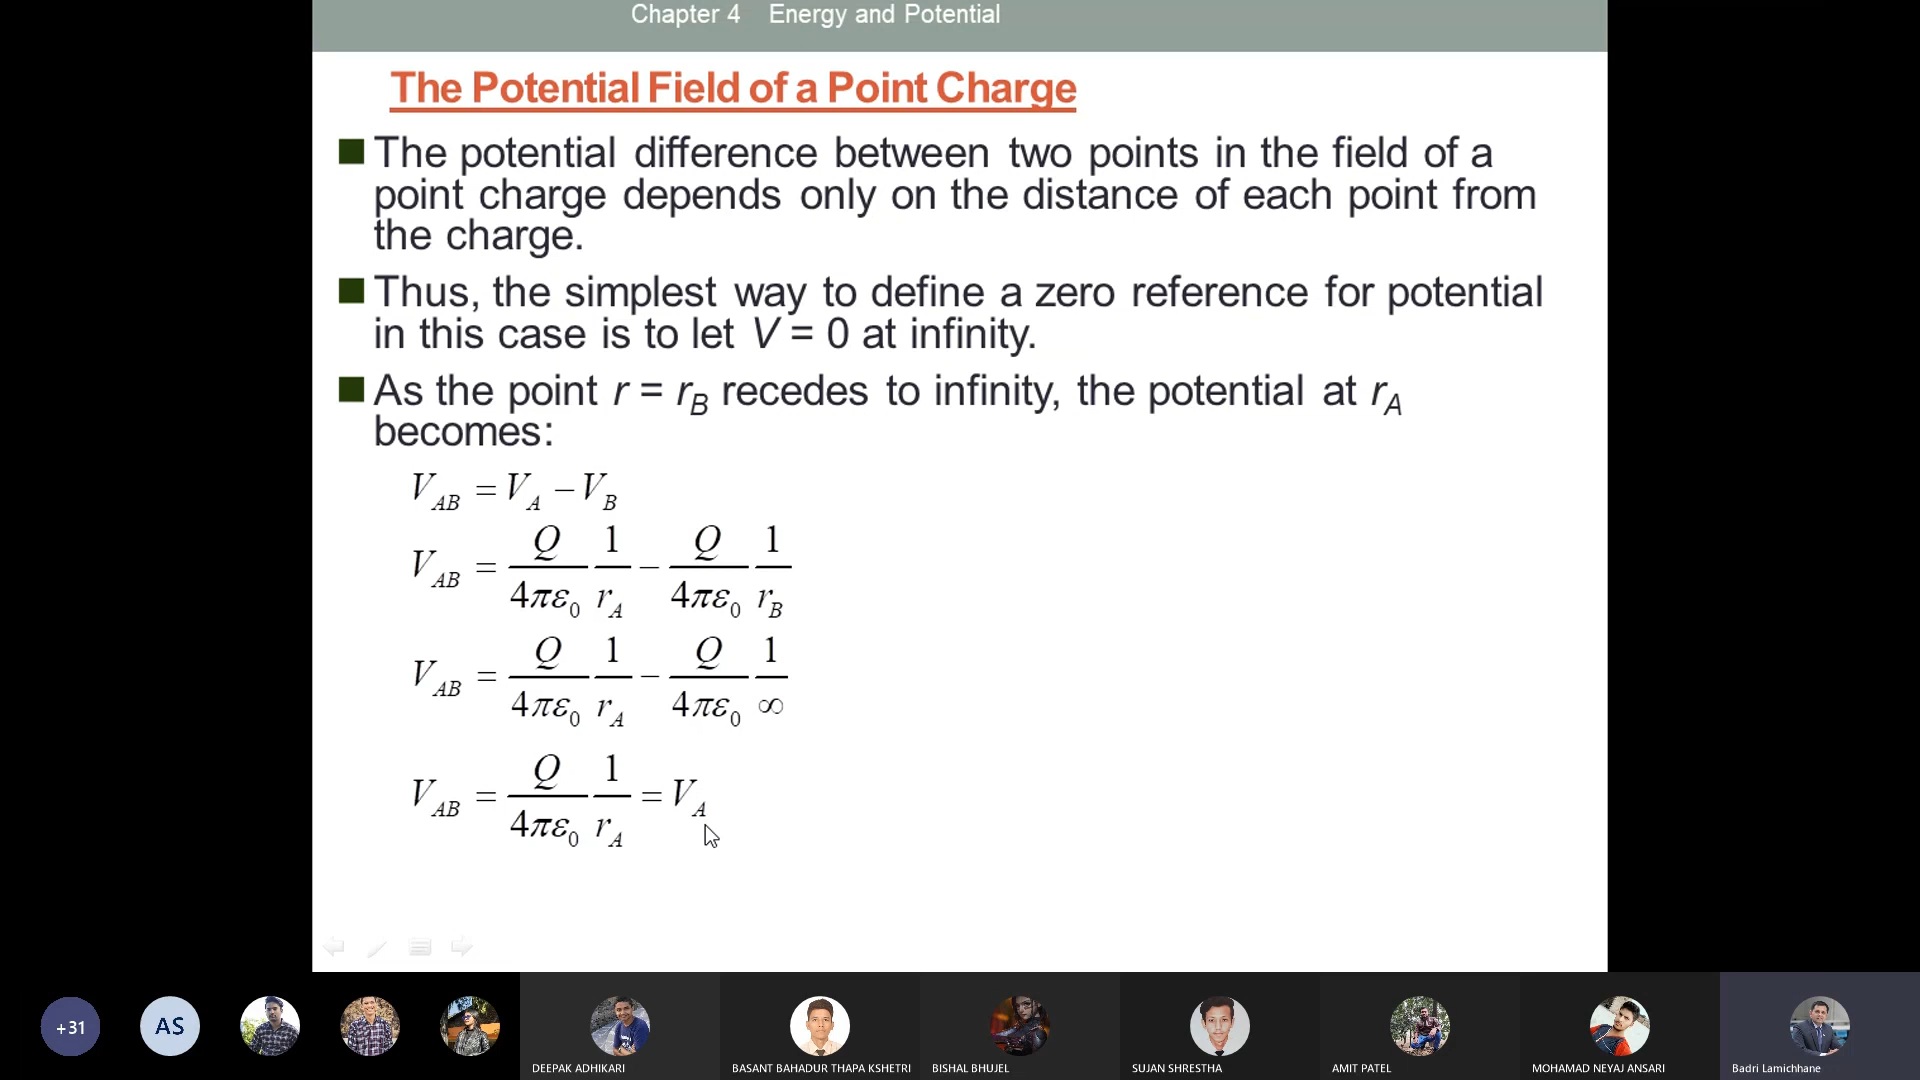 Chapter 4 Energy and Potential
The Potential Field of a Point Charge
The potential difference between two points in the field of a
point charge depends only on the distance of each point from
the charge.
Thus, the simplest way to define a zero reference for potential
in this case is to let V = 0 at infinity.
As the point r = r_B recedes to infinity, the potential at r_A
becomes:
V_AB = V_A − V_B
V_AB = Q/(4πε_0) 1/r_A − Q/(4πε_0) 1/r_B
V_AB = Q/(4πε_0) 1/r_A − Q/(4πε_0) 1/∞
V_AB = Q/(4πε_0) 1/r_A = V_A
+31
AS
DEEPAK ADHIKARI
BASANT BAHADUR THAPA KSHETRI
BISHAL BHUJEL
SUJAN SHRESTHA
AMIT PATEL
MOHAMAD NEYAJ ANSARI
Badri Lamichhane